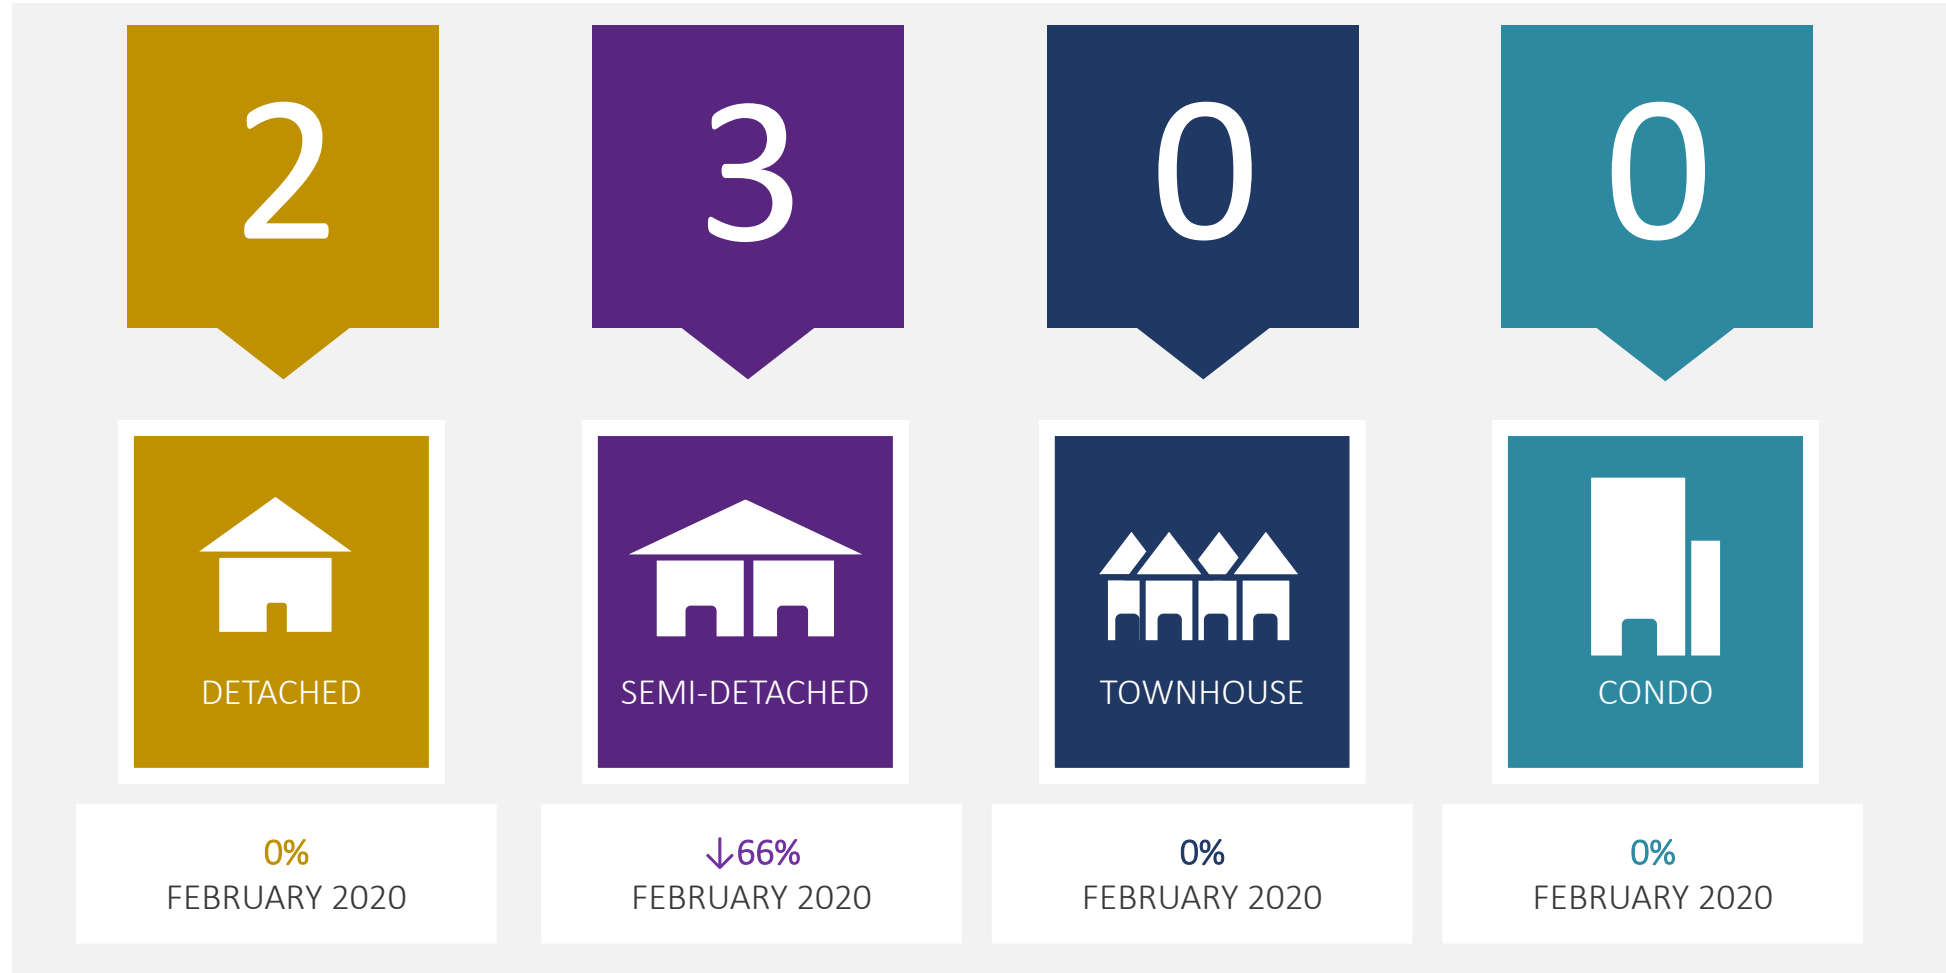 2
3
0
0
DETACHED
SEMI-DETACHED
TOWNHOUSE
CONDO
0%
FEBRUARY 2020
↓66%
FEBRUARY 2020
0%
FEBRUARY 2020
0%
FEBRUARY 2020